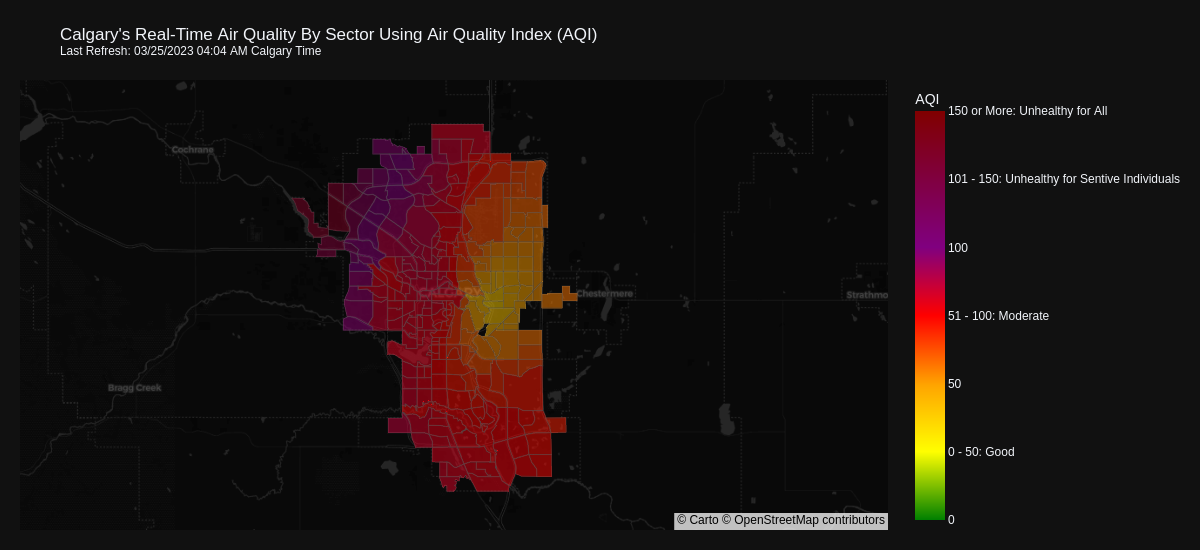 Calgary's Real-Time Air Quality By Sector Using Air Quality Index (AQI)
Last Refresh: 03/25/2023 04:04 AM Calgary Time
AQI
150 or More: Unhealthy for All
Cochrane
101 - 150: Unhealthy for Sentive Individuals
100
CALGARY
Chestermere
Strathmo
51 - 100: Moderate
Bragg Creek
50
0 - 50: Good
© Carto © OpenStreetMap contributors
0